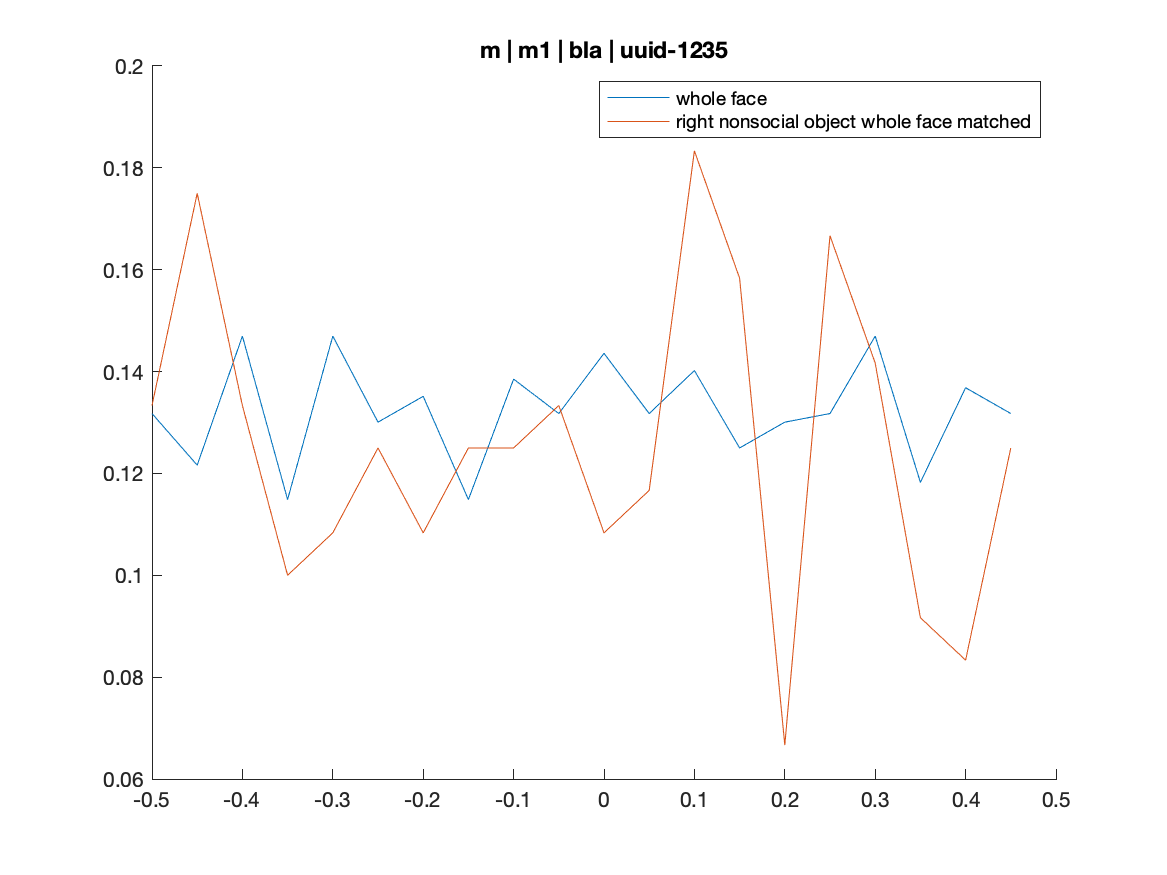 m | m1 | bla | uuid-1235
whole face
right nonsocial object whole face matched
0.2
0.18
0.16
0.14
0.12
0.1
0.08
0.06
-0.5 -0.4 -0.3 -0.2 -0.1 0 0.1 0.2 0.3 0.4 0.5